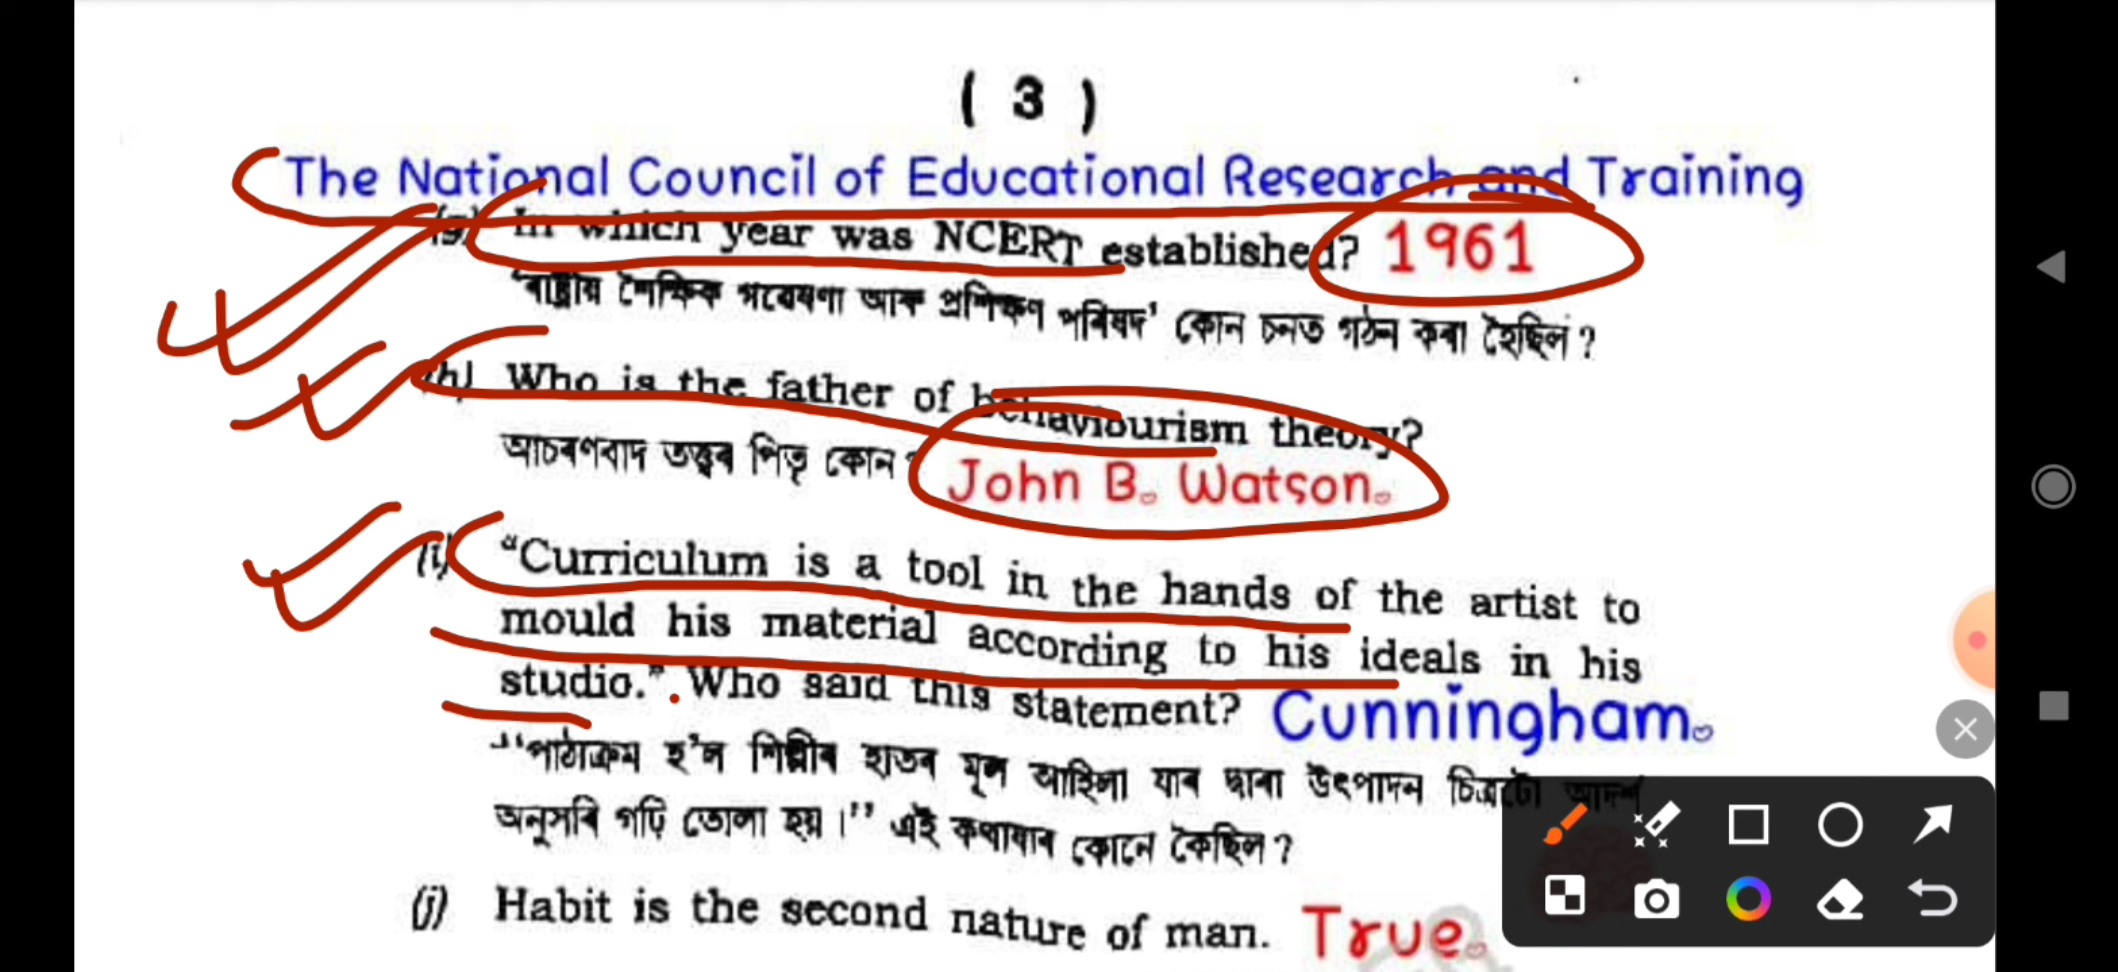 ( 3 )
The National Council of Educational Research and Training
(g) In which year was NCERT established? 1961
'ৰাষ্ট্ৰীয় শৈক্ষিক গৱেষণা আৰু প্ৰশিক্ষণ পৰিষদ' কোন চনত গঠন কৰা হৈছিল ?
(h) Who is the father of behaviourism theory?
আচৰণবাদ তত্ত্বৰ পিতৃ কোন ?
John B. Watson.
(i) "Curriculum is a tool in the hands of the artist to
mould his material according to his ideals in his
studio." Who said this statement? Cunningham.
''পাঠ্যক্ৰম হ'ল শিল্পীৰ হাতৰ মূল আহিলা যাৰ দ্বাৰা উৎপাদন চিত্ৰটো আদৰ্শ
অনুসৰি গঢ়ি তোলা হয় ।'' এই কথাষাৰ কোনে কৈছিল ?
(j) Habit is the second nature of man. True.